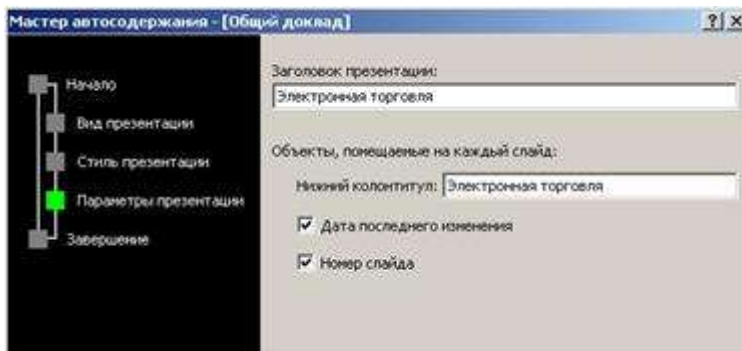 Мастер автосодержания - [Общий доклад]
Начало
Вид презентации
Стиль презентации
Параметры презентации
Завершение
Заголовок презентации:
Электронная торговля
Объекты, помещаемые на каждый слайд:
Нижний колонтитул: Электронная торговля
Дата последнего изменения
Номер слайда